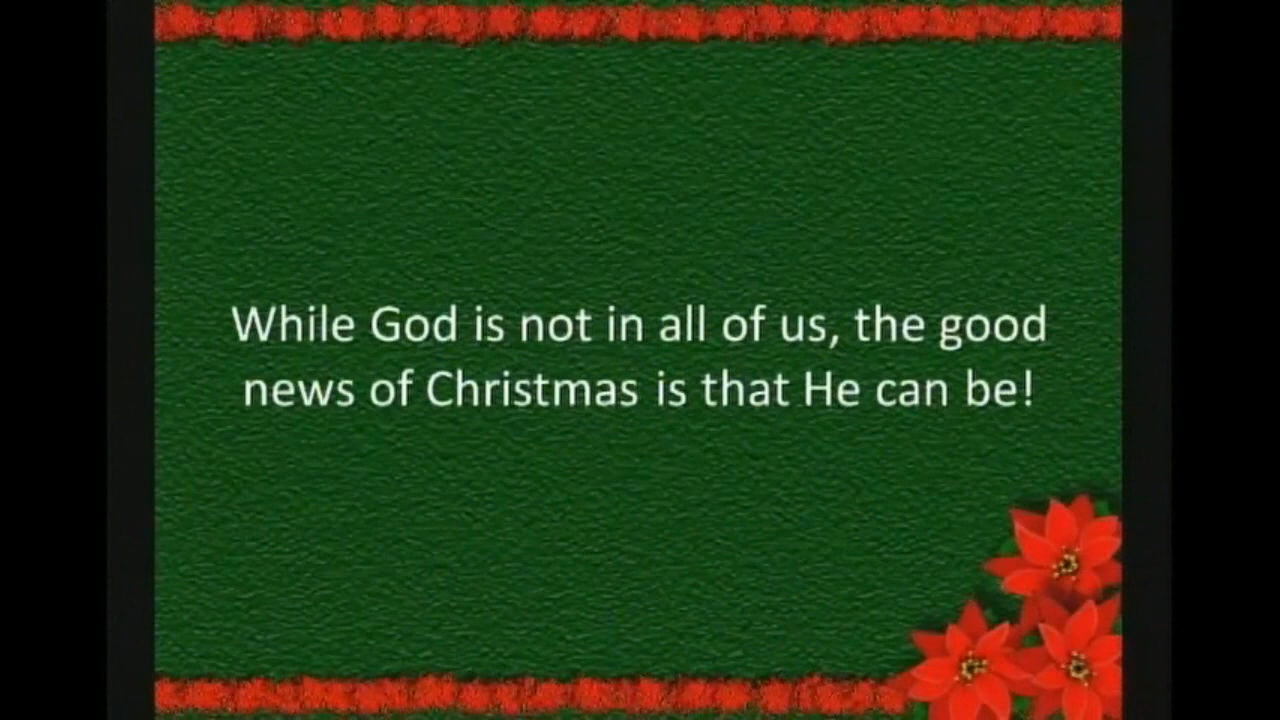 While God is not in all of us, the good
news of Christmas is that He can be!